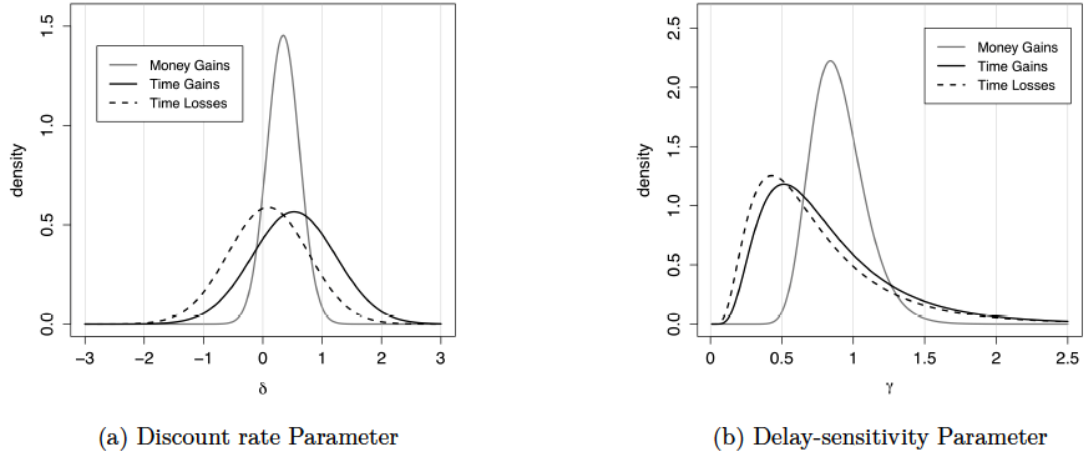 density
0.0 0.5 1.0 1.5
Money Gains
Time Gains
Time Losses
−3 −2 −1 0 1 2 3
δ
(a) Discount rate Parameter
density
0.0 0.5 1.0 1.5 2.0 2.5
Money Gains
Time Gains
Time Losses
0 0.5 1 1.5 2 2.5
γ
(b) Delay-sensitivity Parameter